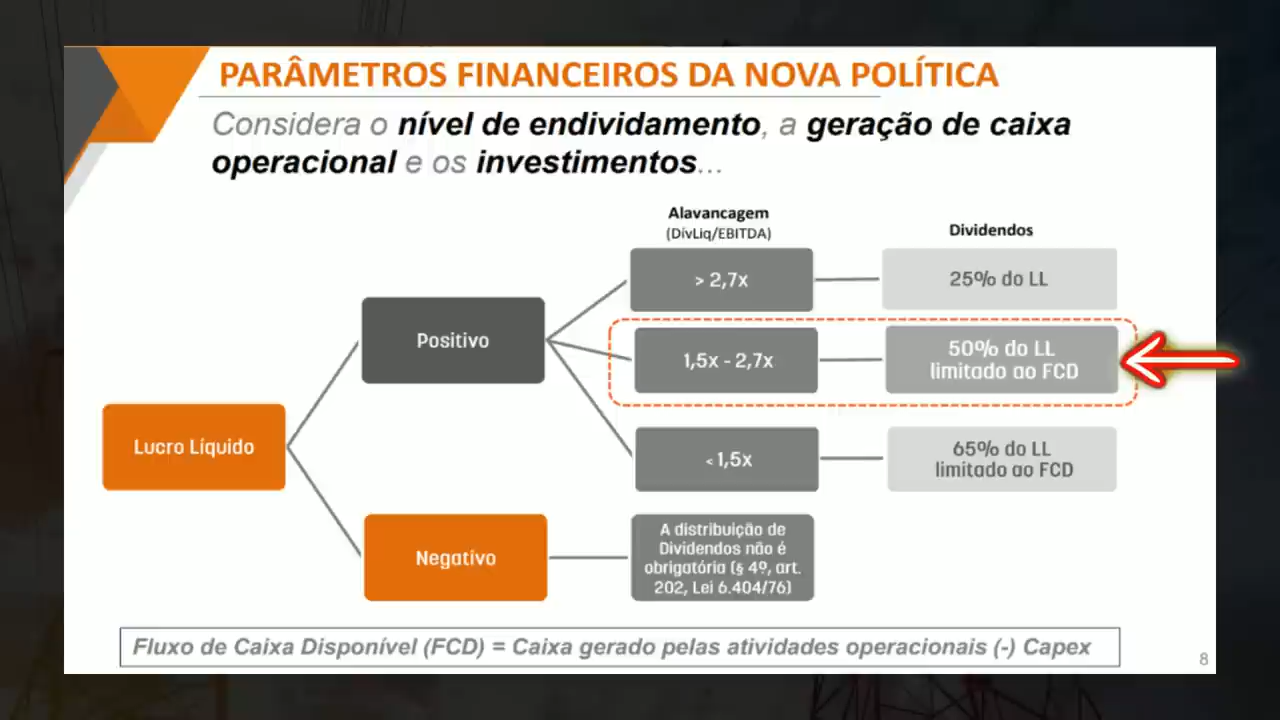 PARÂMETROS FINANCEIROS DA NOVA POLÍTICA
Considera o nível de endividamento, a geração de caixa
operacional e os investimentos...
Alavancagem
(DívLiq/EBITDA)
Dividendos
> 2,7x
25% do LL
Positivo
1,5x - 2,7x
50% do LL
limitado ao FCD
Lucro Líquido
< 1,5x
65% do LL
limitado ao FCD
Negativo
A distribuição de
Dividendos não é
obrigatória (§ 4º, art.
202, Lei 6.404/76)
Fluxo de Caixa Disponível (FCD) = Caixa gerado pelas atividades operacionais (-) Capex
8